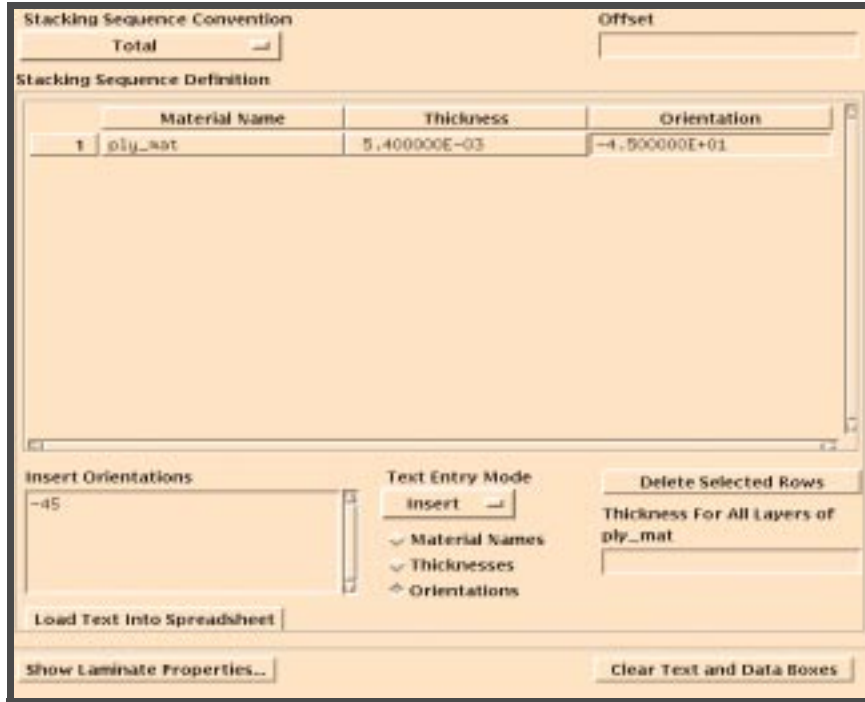 Stacking Sequence Convention
Offset
Total
Stacking Sequence Definition
Material Name Thickness Orientation
1 ply_mat 5.400000E-03 -4.500000E+01
Insert Orientations
Text Entry Mode
Delete Selected Rows
-45
Insert
Thickness For All Layers of
ply_mat
Material Names
Thicknesses
Orientations
Load Text Into Spreadsheet
Show Laminate Properties...
Clear Text and Data Boxes